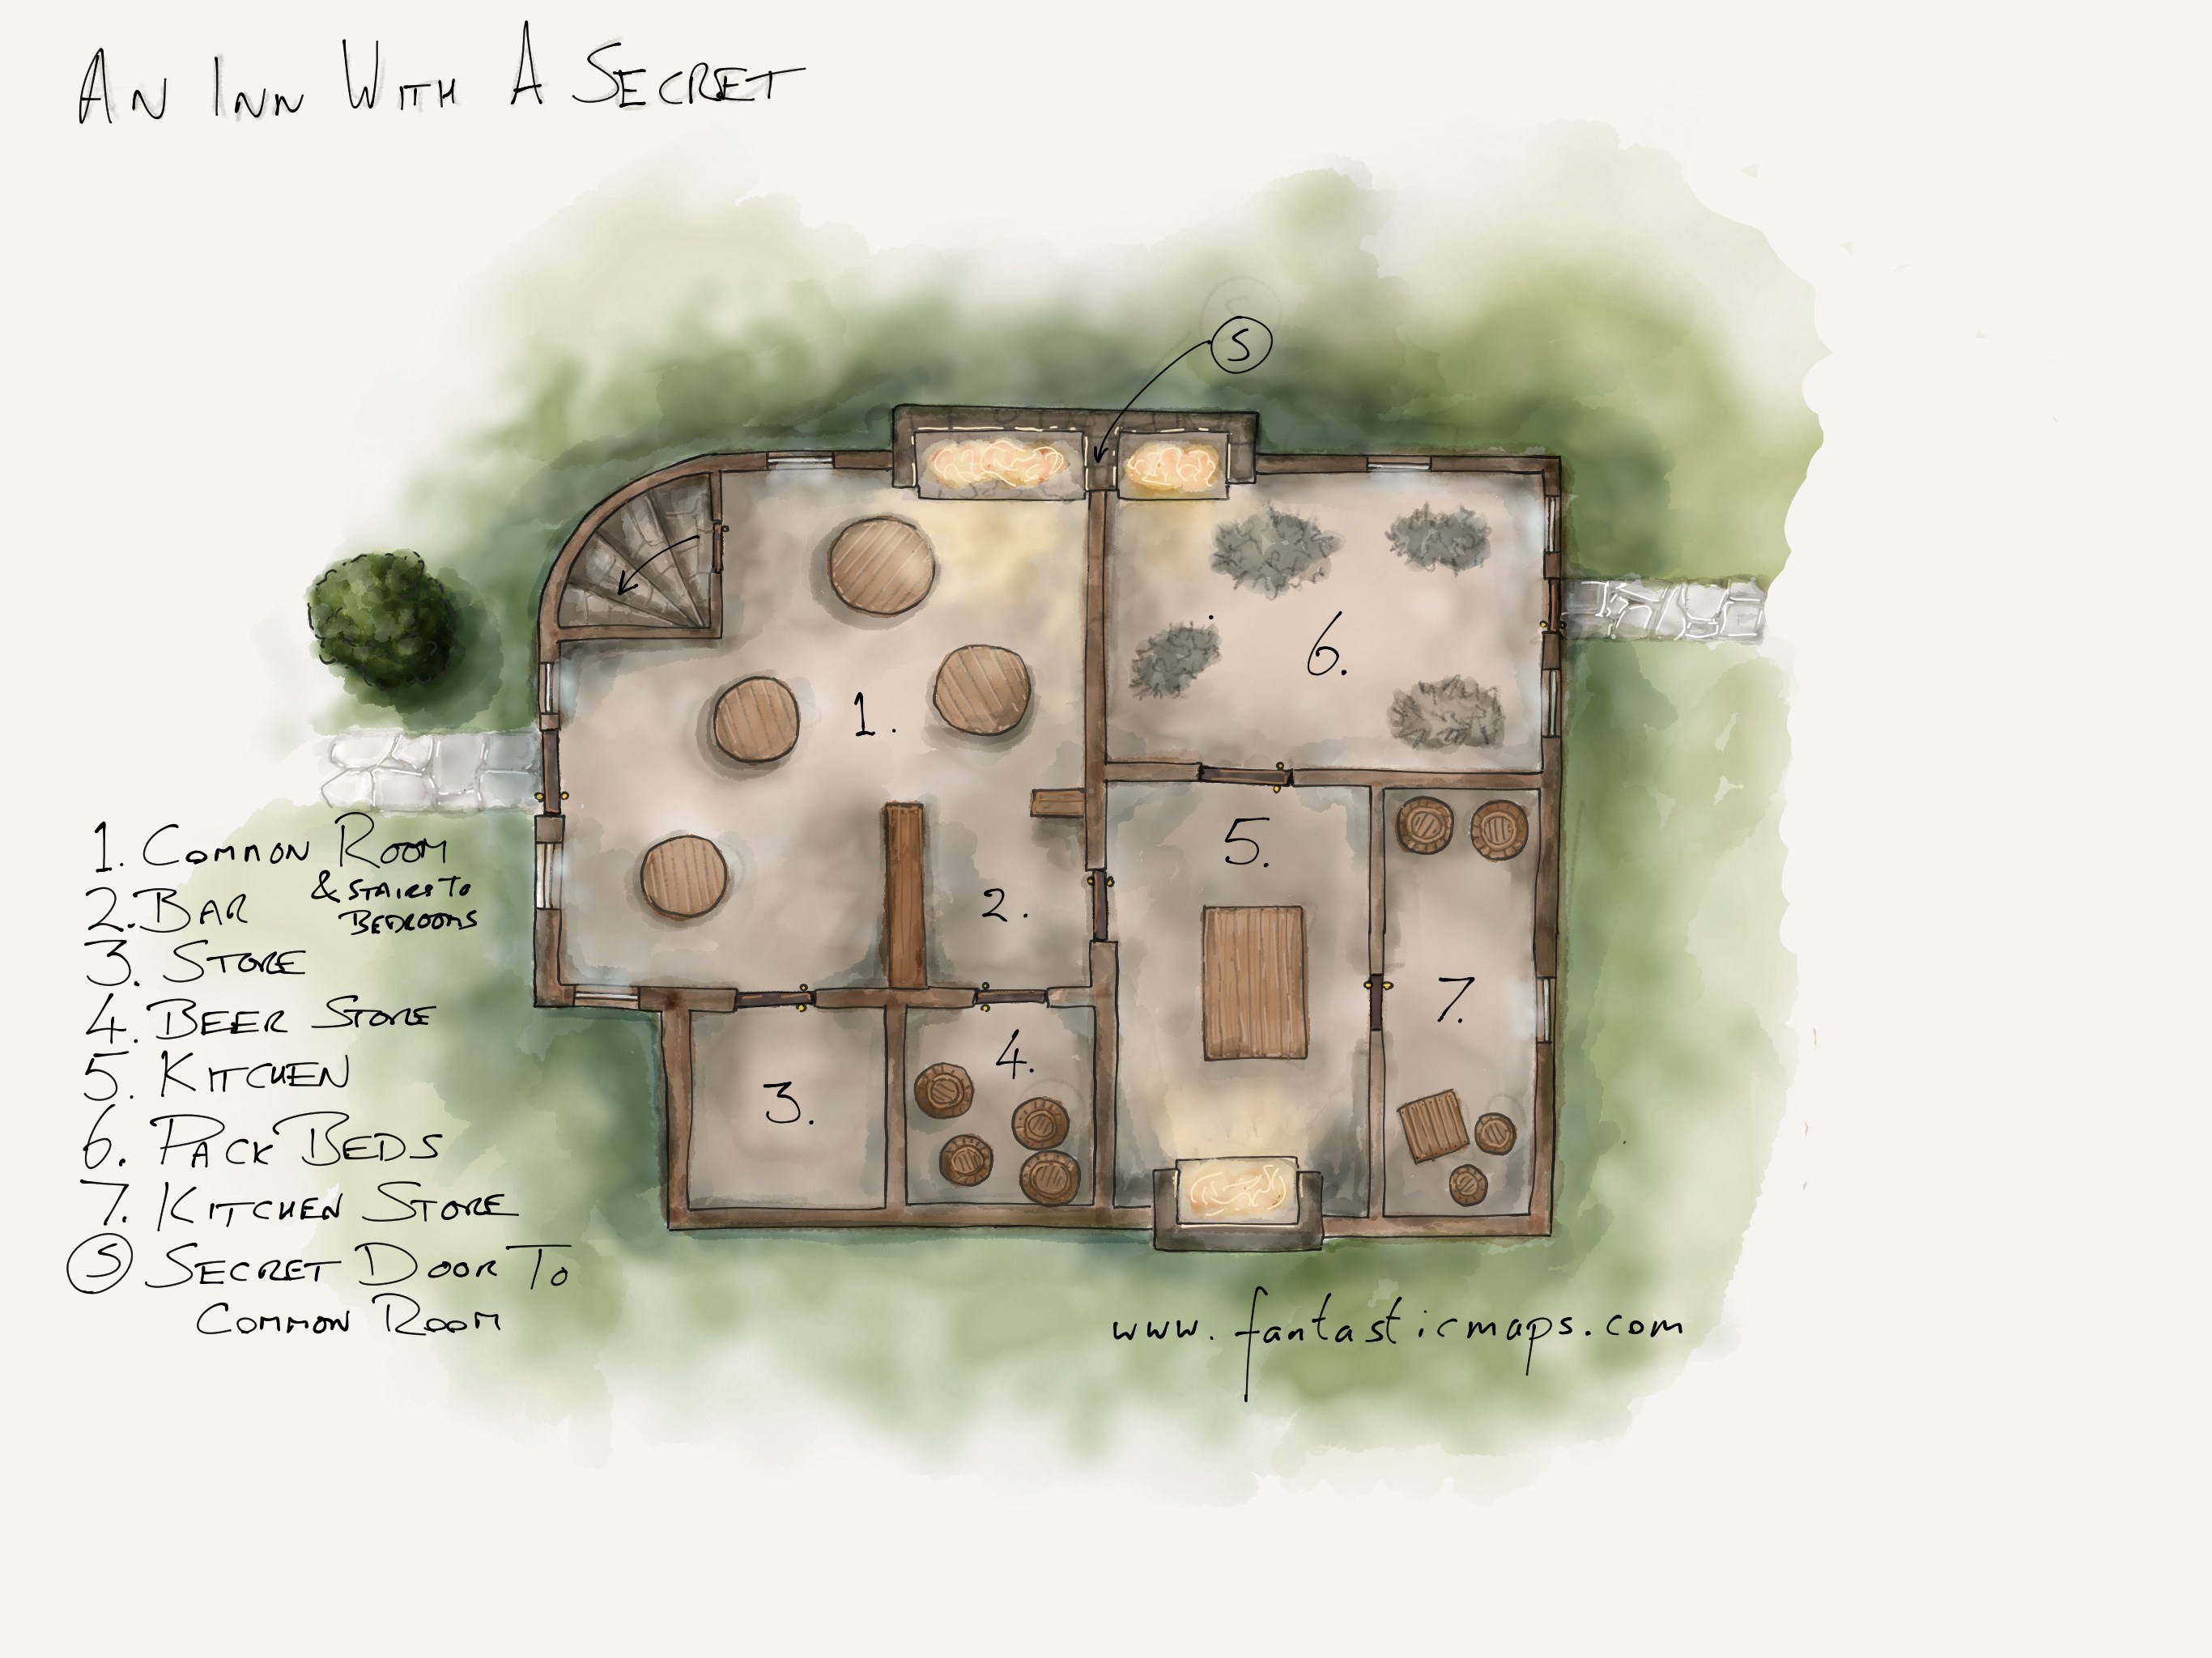 An Inn With A Secret
S
1.
6.
5.
2.
7.
4.
3.
1. Common Room
& Stairs To
Bedrooms
2. Bar
3. Store
4. Beer Store
5. Kitchen
6. Pack Beds
7. Kitchen Store
S Secret Door To
Common Room
www.fantasticmaps.com